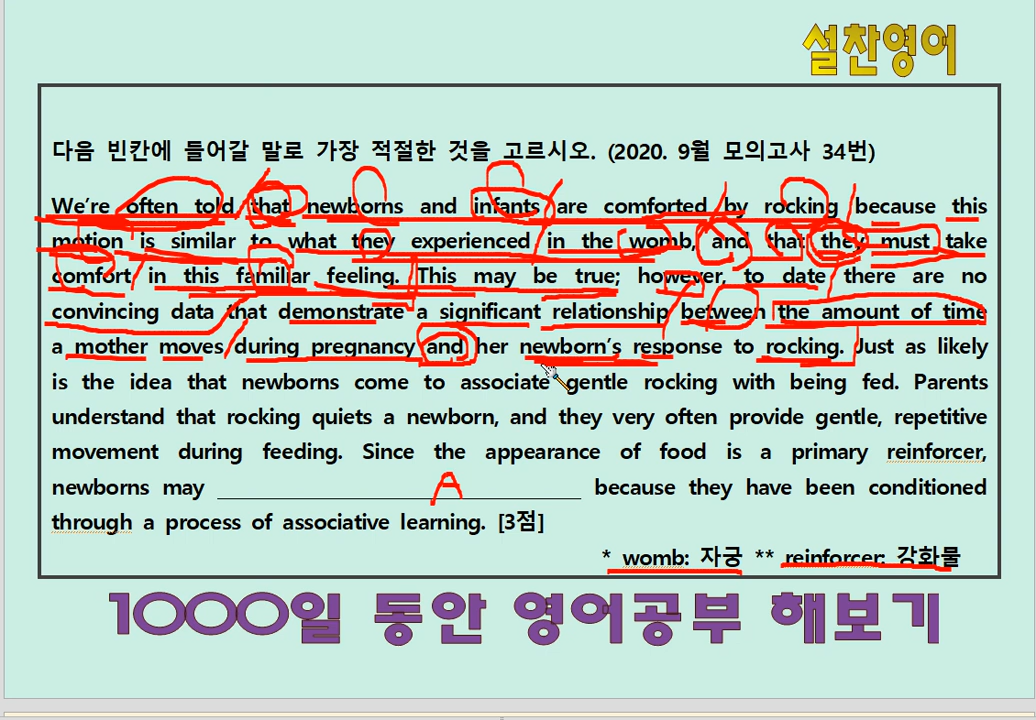 설찬영어
다음 빈칸에 들어갈 말로 가장 적절한 것을 고르시오. (2020. 9월 모의고사 34번)
We're often told that newborns and infants are comforted by rocking because this
motion is similar to what they experienced in the womb, and that they must take
comfort in this familiar feeling. This may be true; however, to date there are no
convincing data that demonstrate a significant relationship between the amount of time
a mother moves during pregnancy and her newborn's response to rocking. Just as likely
is the idea that newborns come to associate gentle rocking with being fed. Parents
understand that rocking quiets a newborn, and they very often provide gentle, repetitive
movement during feeding. Since the appearance of food is a primary reinforcer,
newborns may ______ A ______ because they have been conditioned
through a process of associative learning. [3점]
* womb: 자궁 ** reinforcer: 강화물
1000일 동안 영어공부 해보기